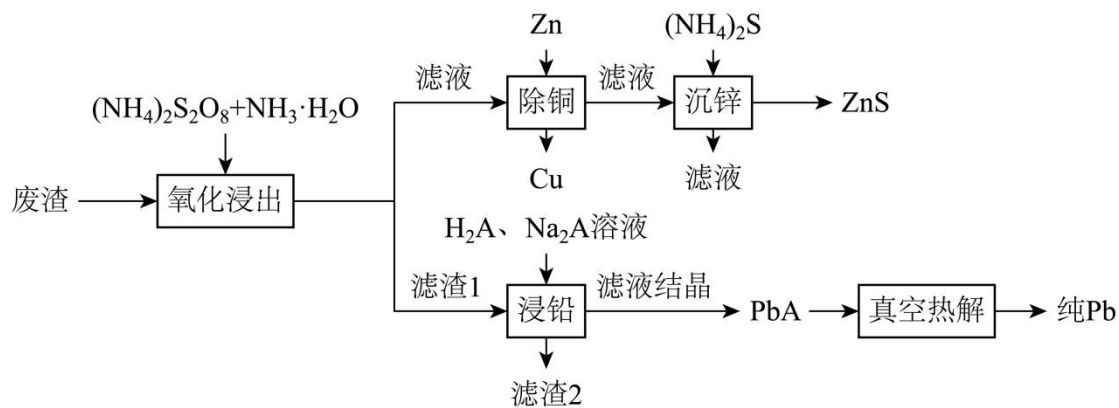 Zn
(NH₄)₂S
滤液
除铜
滤液
沉锌
ZnS
(NH₄)₂S₂O₈+NH₃·H₂O
Cu
滤液
废渣
氧化浸出
H₂A、Na₂A溶液
滤渣1
浸铅
滤液结晶
PbA
真空热解
纯Pb
滤渣2